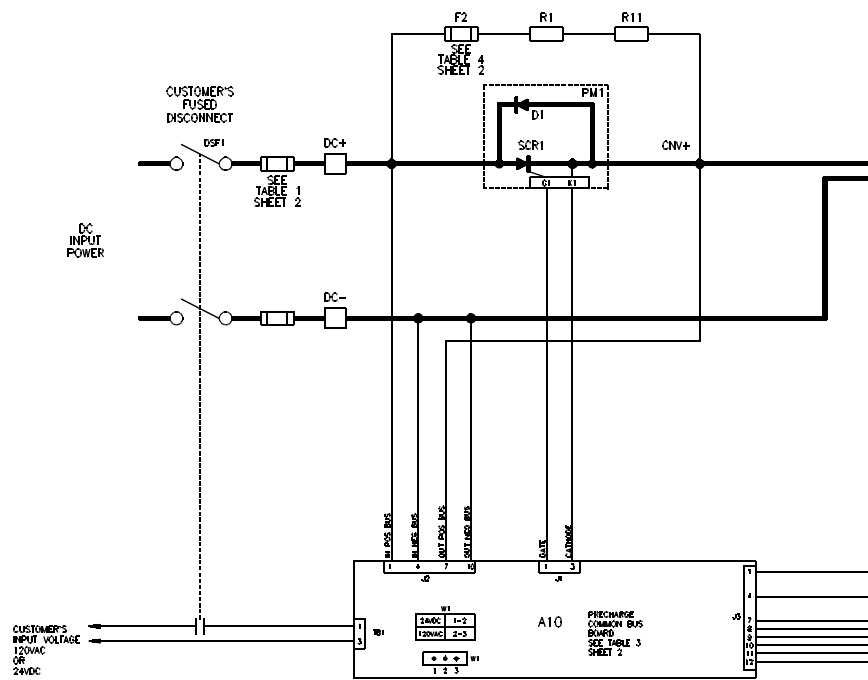 F2
R1
R11
SEE
TABLE 4
SHEET 2
CUSTOMER'S
FUSED
DISCONNECT
PM1
D1
DSF1
DC+
SCR1
CNV+
SEE
TABLE 1
SHEET 2
G1
K1
DC
INPUT
POWER
DC-
IN POS BUS
IN NEG BUS
OUT POS BUS
OUT NEG BUS
GATE
CATHODE
1
4
7
10
1
3
J2
J1
1
4
7
8
9
10
11
12
J3
W1
24VDC 1-2
120VAC 2-3
A10
PRECHARGE
COMMON BUS
BOARD
SEE TABLE 3
SHEET 2
1
3
TB1
W1
1 2 3
CUSTOMER'S
INPUT VOLTAGE
120VAC
OR
24VDC